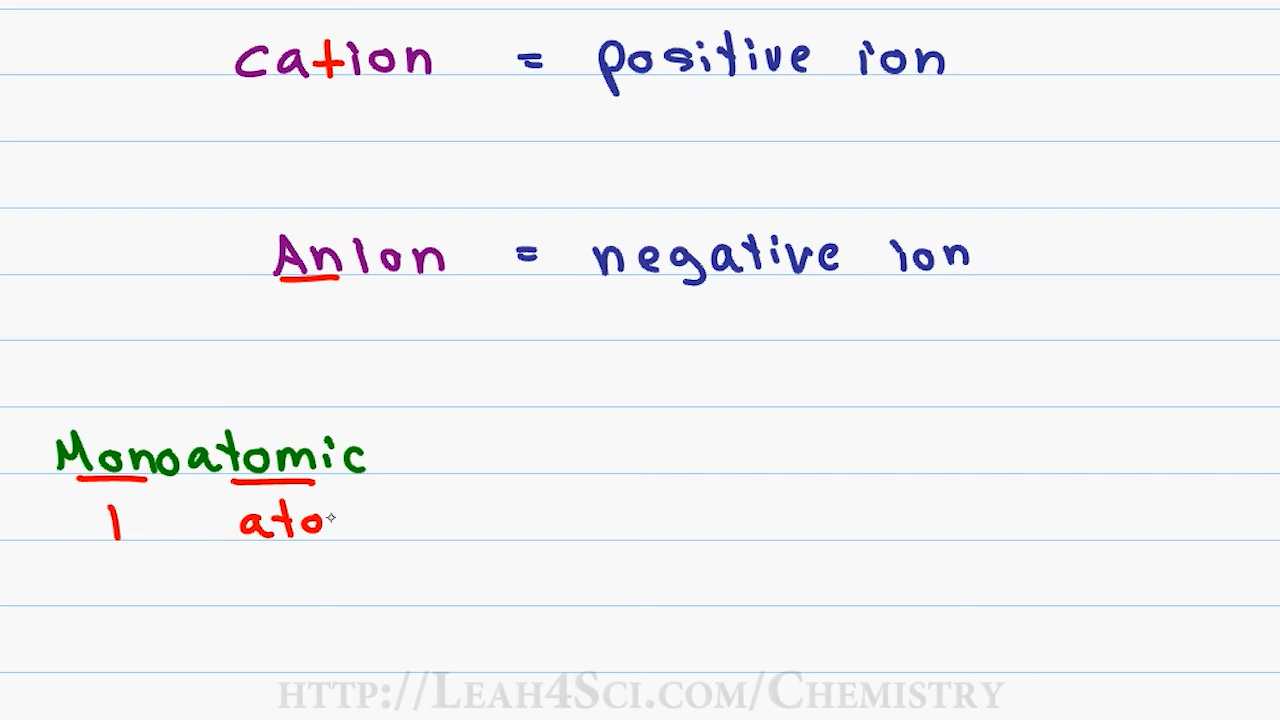 cation = positive ion
Anion = negative ion
Monoatomic
1 ato
HTTP://LEAH4SCI.COM/CHEMISTRY